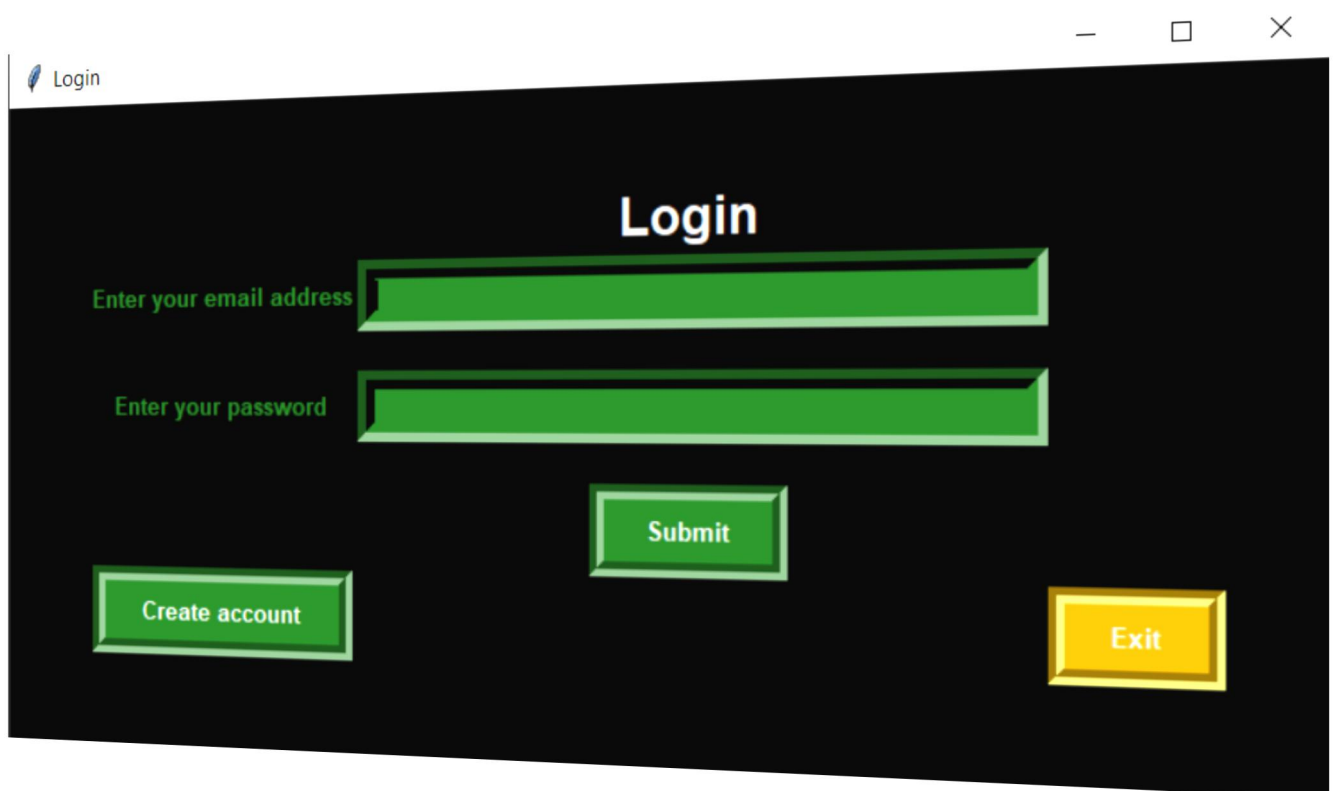 Login
Login
Enter your email address
Enter your password
Submit
Create account
Exit